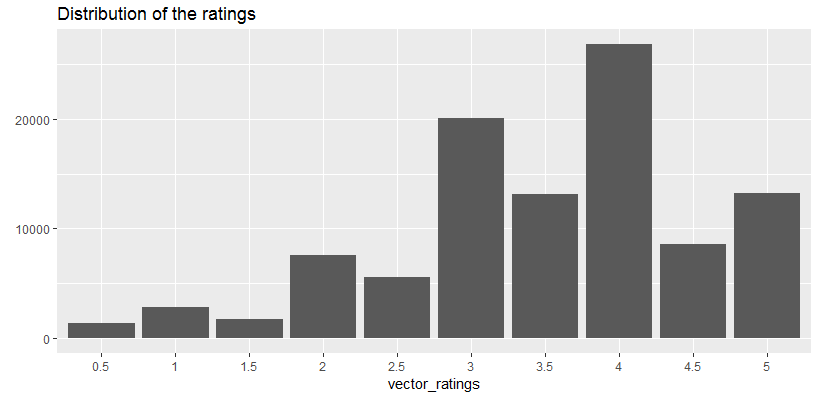 Distribution of the ratings
20000
10000
0
0.5 1 1.5 2 2.5 3 3.5 4 4.5 5
vector_ratings